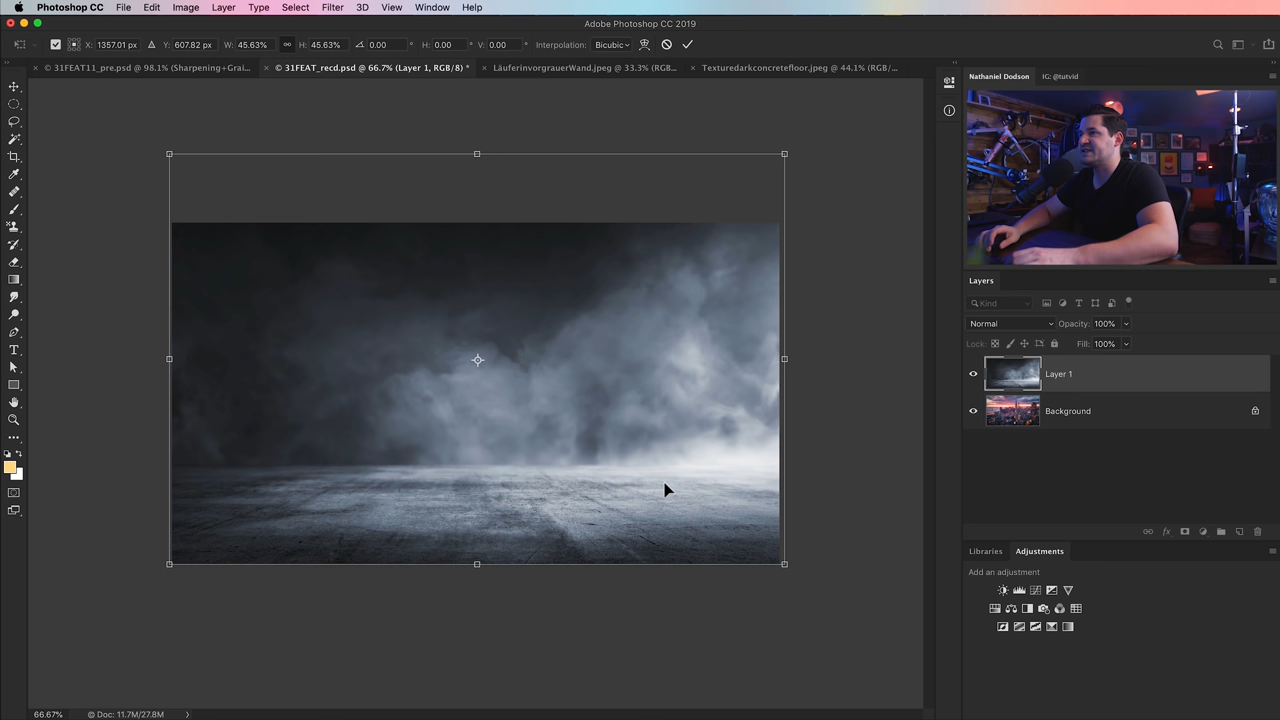 Photoshop CC File Edit Image Layer Type Select Filter 3D View Window Help
Adobe Photoshop CC 2019
X: 1357.01 px Y: 607.82 px W: 45.63% H: 45.63% 0.00 ° H: 0.00 ° V: 0.00 ° Interpolation: Bicubic
× © 31FEAT11_pre.psd @ 98.1% (Sharpening+Grai... × © 31FEAT_recd.psd @ 66.7% (Layer 1, RGB/8) * × LäuferinvorgrauerWand.jpeg @ 33.3% (RGB... × Texturedarkconcretefloor.jpeg @ 44.1% (RGB/...
Nathaniel Dodson IG: @tutvid
Layers
Kind
Normal Opacity: 100%
Lock: Fill: 100%
Layer 1
Background
Libraries Adjustments
Add an adjustment
66.67% © Doc: 11.7M/27.8M